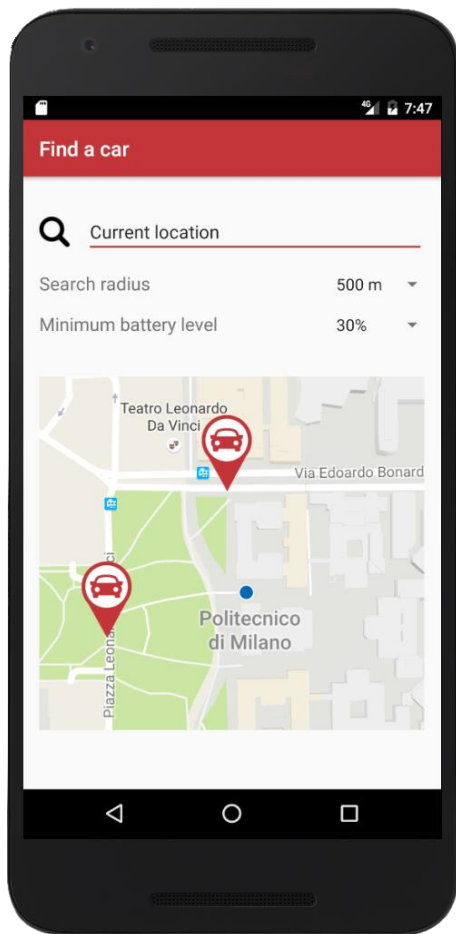 4G 7:47
Find a car
Current location
Search radius 500 m
Minimum battery level 30%
Teatro Leonardo
Da Vinci
Via Edoardo Bonard
Piazza
Politecnico
di Milano